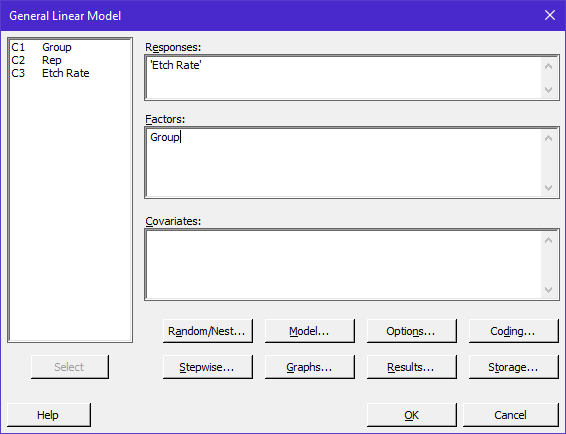 General Linear Model
C1 Group
C2 Rep
C3 Etch Rate
Responses:
'Etch Rate'
Factors:
Group
Covariates:
Random/Nest...
Model...
Options...
Coding...
Select
Stepwise...
Graphs...
Results...
Storage...
Help
OK
Cancel